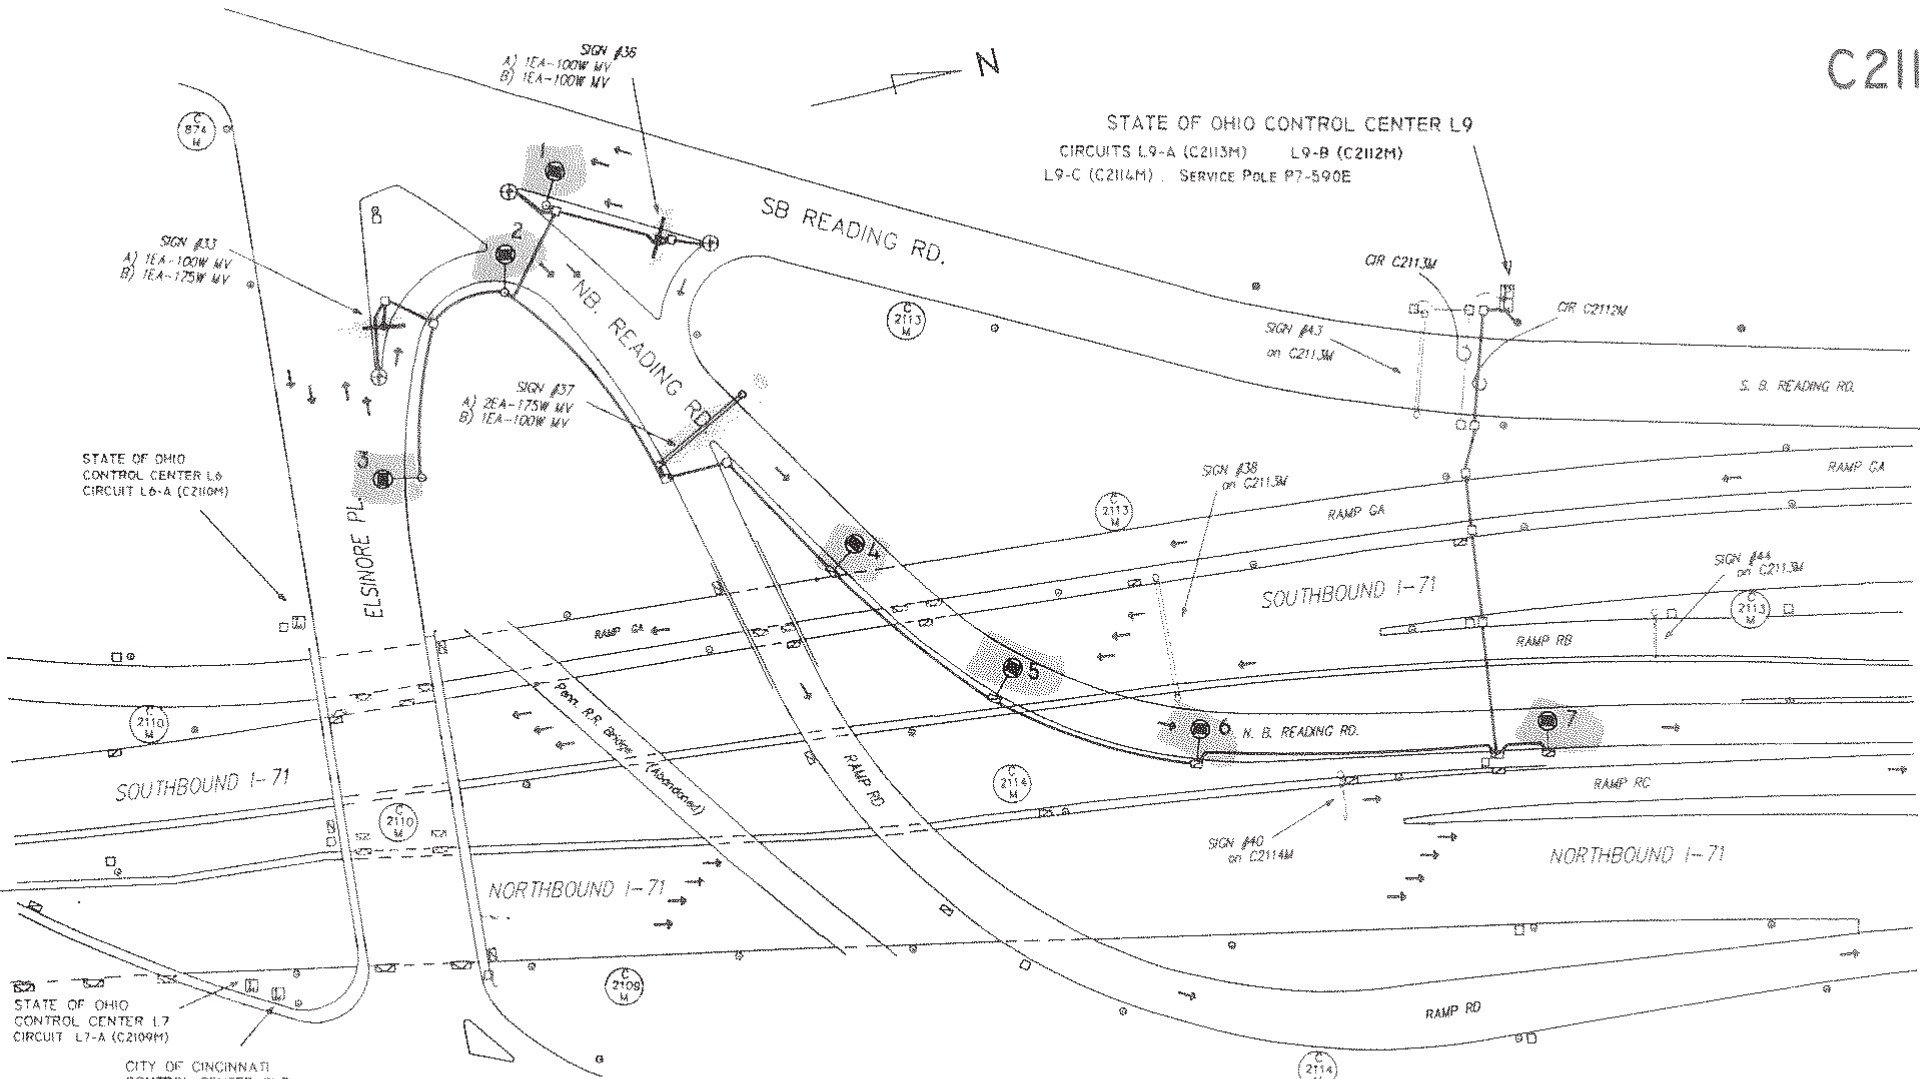 SIGN #36
A) 1EA-100W MV
B) 1EA-100W MV
N
C211
STATE OF OHIO CONTROL CENTER L9
CIRCUITS L9-A (C2113M) L9-B (C2112M)
L9-C (C2114M) . SERVICE POLE P7-590E
C
874
M
1
2
SB READING RD.
SIGN #33
A) 1EA-100W MV
B) 1EA-175W MV
CIR C2113M
CIR C2112M
C
2113
M
NB. READING RD.
SIGN #43
on C2113M
S. B. READING RD.
SIGN #37
A) 2EA-175W MV
B) 1EA-100W MV
3
STATE OF OHIO
CONTROL CENTER L6
CIRCUIT L6-A (C2110M)
SIGN #38
on C2113M
RAMP GA
C
2113
M
RAMP GA
ELSINORE PL.
4
SIGN #44
on C2113M
SOUTHBOUND I-71
C
2113
M
RAMP GA
RAMP RB
5
Penn. R.R. Bridge (Abandoned)
C
2110
M
6
N. B. READING RD.
7
SOUTHBOUND I-71
RAMP RD
C
2114
M
RAMP RC
C
2110
M
SIGN #40
on C2114M
NORTHBOUND I-71
NORTHBOUND I-71
C
2109
M
STATE OF OHIO
CONTROL CENTER L7
CIRCUIT L7-A (C2109M)
RAMP RD
CITY OF CINCINNATI
C
2114
M